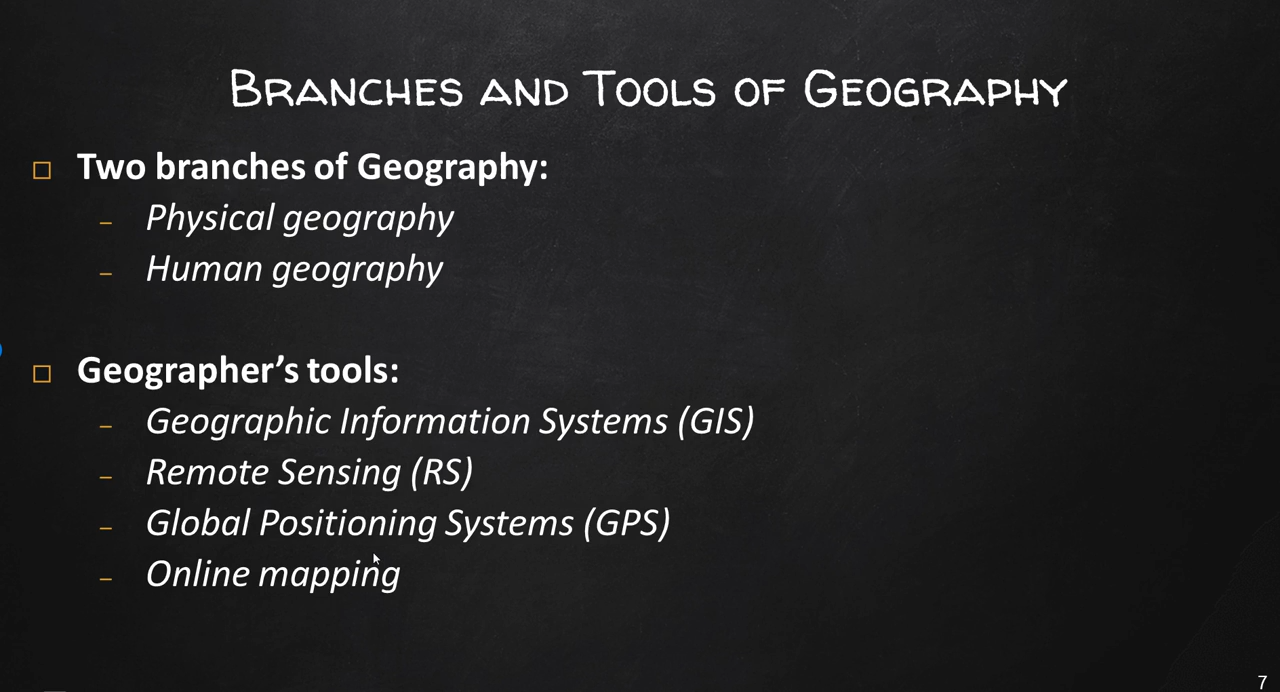 Branches and Tools of Geography
Two branches of Geography:
– Physical geography
– Human geography
Geographer’s tools:
– Geographic Information Systems (GIS)
– Remote Sensing (RS)
– Global Positioning Systems (GPS)
– Online mapping
7